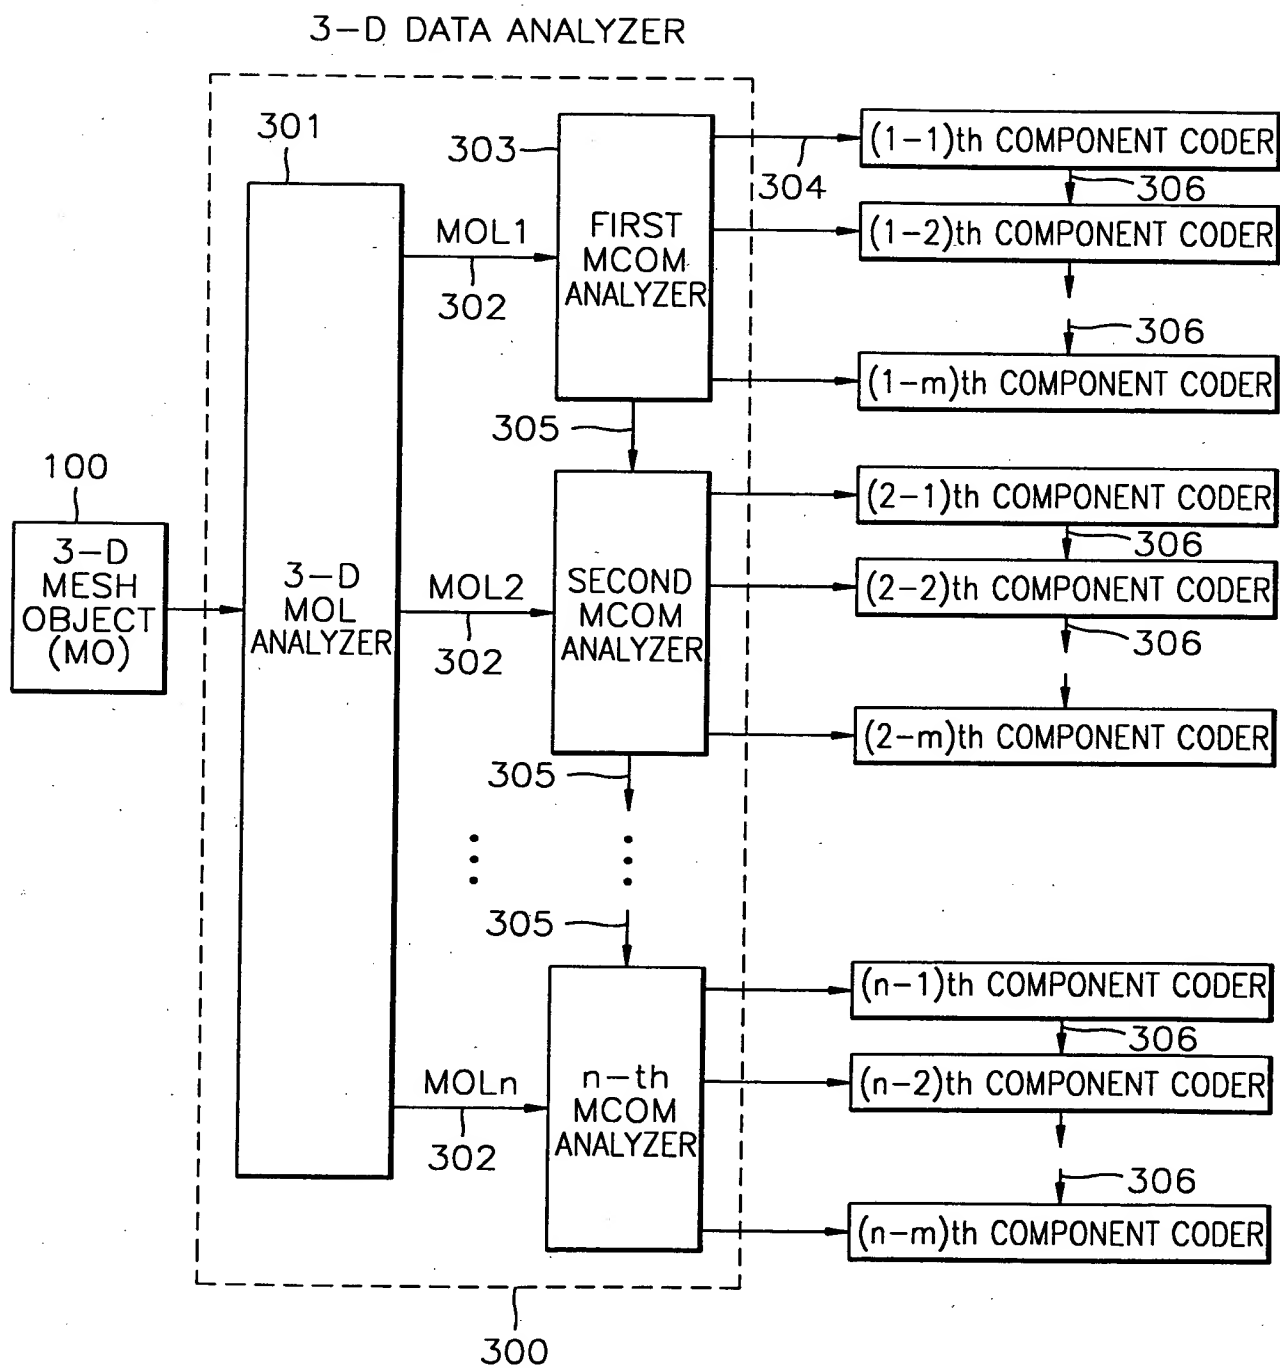 3-D DATA ANALYZER
301
303
304
(1-1)th COMPONENT CODER
306
(1-2)th COMPONENT CODER
306
(1-m)th COMPONENT CODER
MOL1
302
FIRST
MCOM
ANALYZER
305
100
3-D
MESH
OBJECT
(MO)
3-D
MOL
ANALYZER
MOL2
302
SECOND
MCOM
ANALYZER
(2-1)th COMPONENT CODER
306
(2-2)th COMPONENT CODER
306
(2-m)th COMPONENT CODER
305
305
MOLn
302
n-th
MCOM
ANALYZER
(n-1)th COMPONENT CODER
306
(n-2)th COMPONENT CODER
306
(n-m)th COMPONENT CODER
300